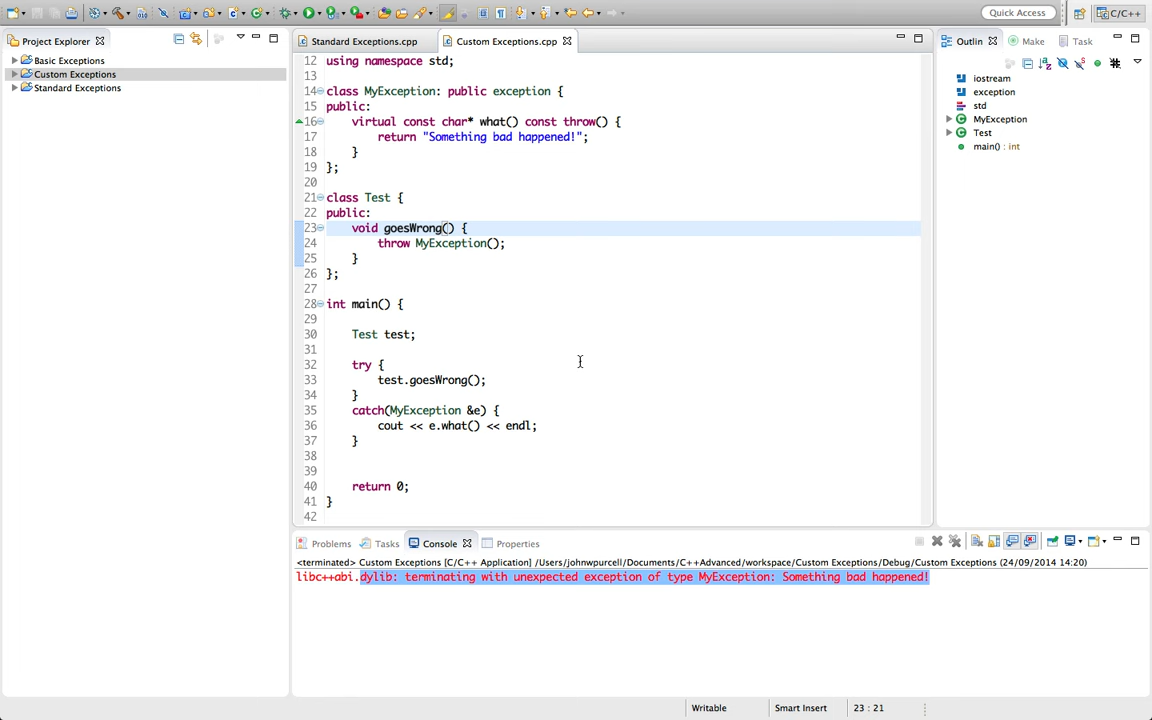 Quick Access
C/C++
Project Explorer
Basic Exceptions
Custom Exceptions
Standard Exceptions
Standard Exceptions.cpp
Custom Exceptions.cpp
12 using namespace std;
13
14 class MyException: public exception {
15 public:
16 virtual const char* what() const throw() {
17 return "Something bad happened!";
18 }
19 };
20
21 class Test {
22 public:
23 void goesWrong() {
24 throw MyException();
25 }
26 };
27
28 int main() {
29
30 Test test;
31
32 try {
33 test.goesWrong();
34 }
35 catch(MyException &e) {
36 cout << e.what() << endl;
37 }
38
39
40 return 0;
41 }
42
Outlin
Make
Task
iostream
exception
std
MyException
Test
main() : int
Problems
Tasks
Console
Properties
<terminated> Custom Exceptions [C/C++ Application] /Users/johnwpurcell/Documents/C++Advanced/workspace/Custom Exceptions/Debug/Custom Exceptions (24/09/2014 14:20)
libc++abi.dylib: terminating with unexpected exception of type MyException: Something bad happened!
Writable
Smart Insert
23 : 21